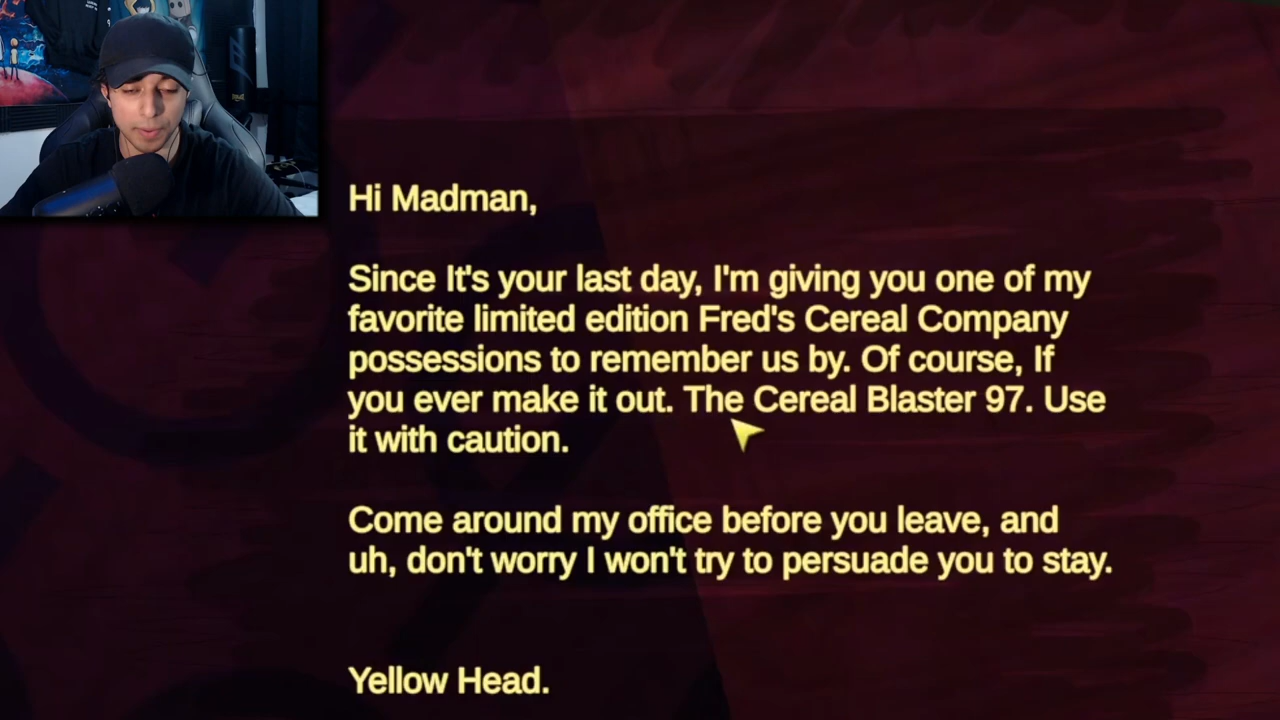 Hi Madman,
Since It's your last day, I'm giving you one of my
favorite limited edition Fred's Cereal Company
possessions to remember us by. Of course, If
you ever make it out. The Cereal Blaster 97. Use
it with caution.
Come around my office before you leave, and
uh, don't worry I won't try to persuade you to stay.
Yellow Head.